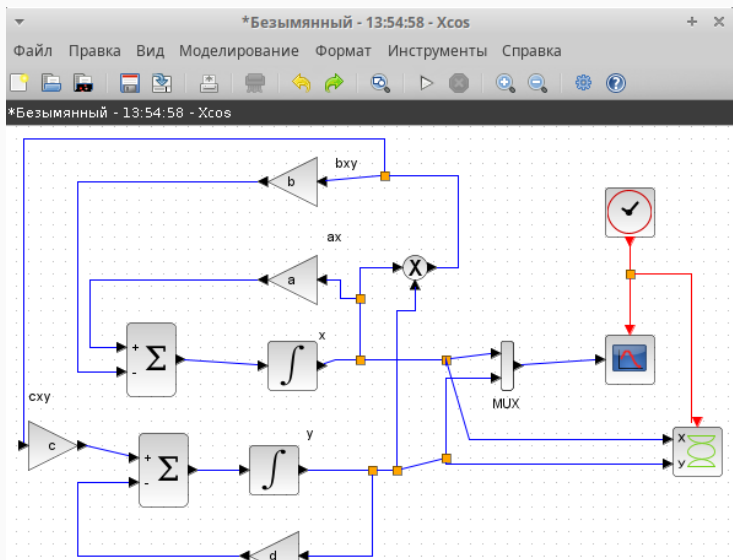 *Безымянный - 13:54:58 - Xcos
Файл Правка Вид Моделирование Формат Инструменты Справка
*Безымянный - 13:54:58 - Xcos
bxy
b
ax
a
X
x
+
-
Σ
∫
MUX
cxy
c
y
+
-
Σ
∫
X
y
d